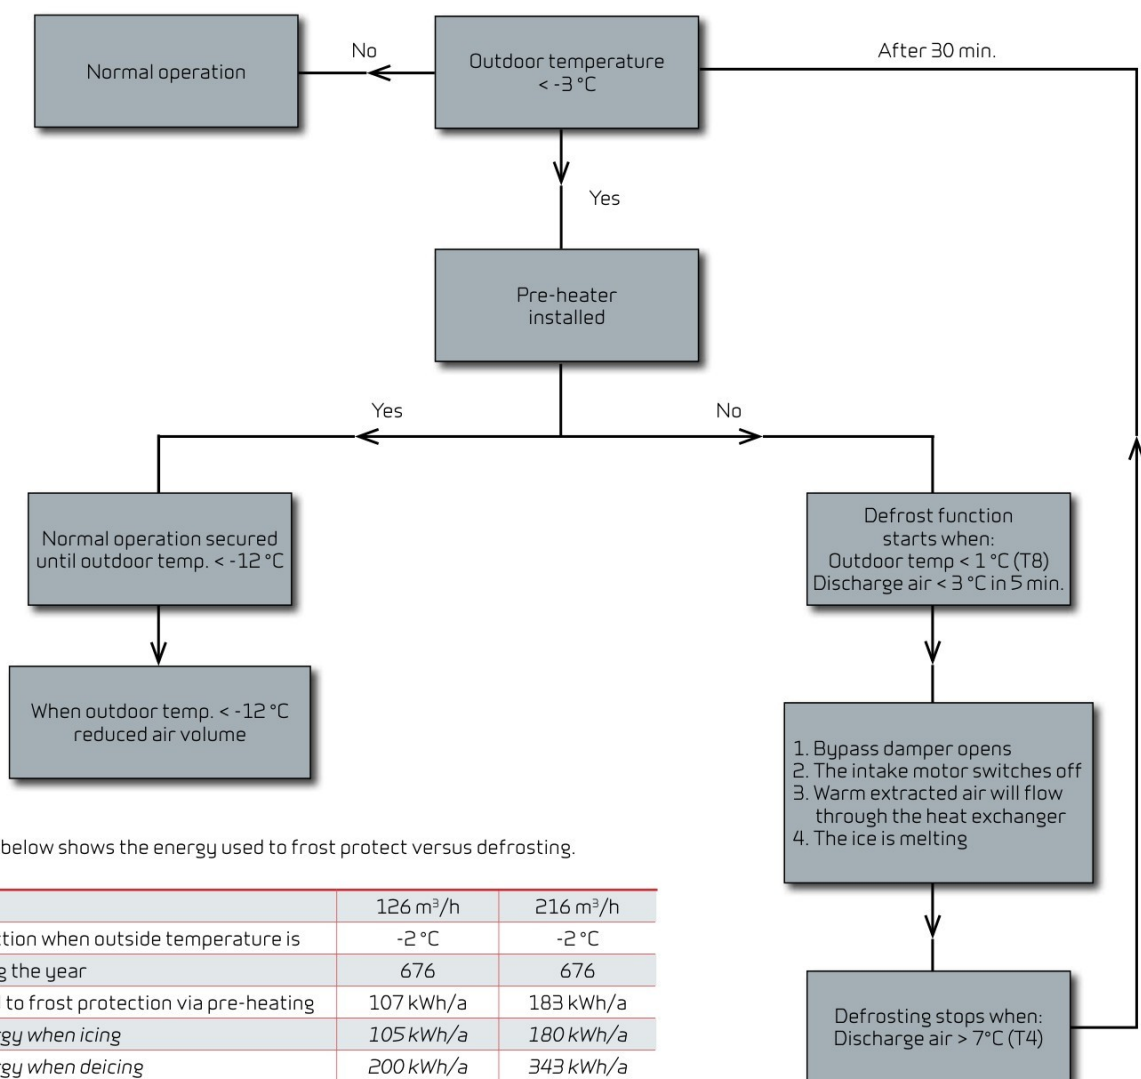 Normal operation
No
Outdoor temperature
< -3 °C
After 30 min.
Yes
Pre-heater
installed
Yes
No
Normal operation secured
until outdoor temp. < -12 °C
Defrost function
starts when:
Outdoor temp < 1 °C (T8)
Discharge air < 3 °C in 5 min.
When outdoor temp. < -12 °C
reduced air volume
1. Bypass damper opens
2. The intake motor switches off
3. Warm extracted air will flow
through the heat exchanger
4. The ice is melting
Defrosting stops when:
Discharge air > 7°C (T4)
below shows the energy used to frost protect versus defrosting.
126 m³/h 216 m³/h
when outside temperature is -2 °C -2 °C
the year 676 676
to frost protection via pre-heating 107 kWh/a 183 kWh/a
when icing 105 kWh/a 180 kWh/a
when deicing 200 kWh/a 343 kWh/a